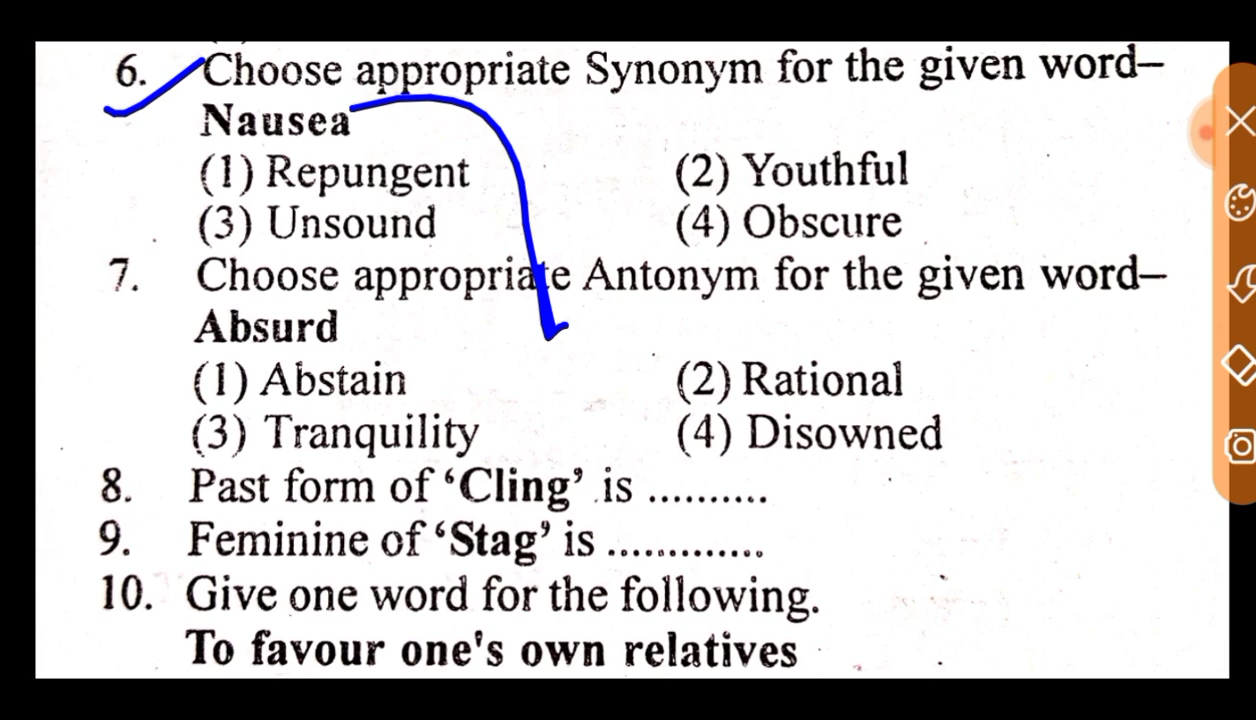 6. Choose appropriate Synonym for the given word–
Nausea
(1) Repungent (2) Youthful
(3) Unsound (4) Obscure
7. Choose appropriate Antonym for the given word–
Absurd
(1) Abstain (2) Rational
(3) Tranquility (4) Disowned
8. Past form of ‘Cling’ is ..........
9. Feminine of ‘Stag’ is .............
10. Give one word for the following.
To favour one's own relatives